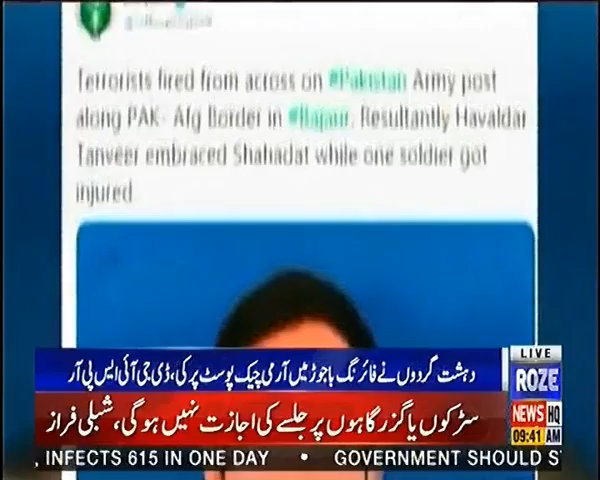 Terrorists fired from across on #Pakistan Army post
along PAK- Afg Border in #Bajaur. Resultantly Havaldar
Tanveer embraced Shahadat while one soldier got
injured
دہشت گردوں نے فائرنگ باجوڑ میں آرمی چیک پوسٹ پر کی، ڈی جی آئی ایس پی آر
LIVE
ROZE
NEWS HQ
09:41 AM
سڑکوں یا گزرگاہوں پر جلسے کی اجازت نہیں ہوگی، شبلی فراز
, INFECTS 615 IN ONE DAY • GOVERNMENT SHOULD S